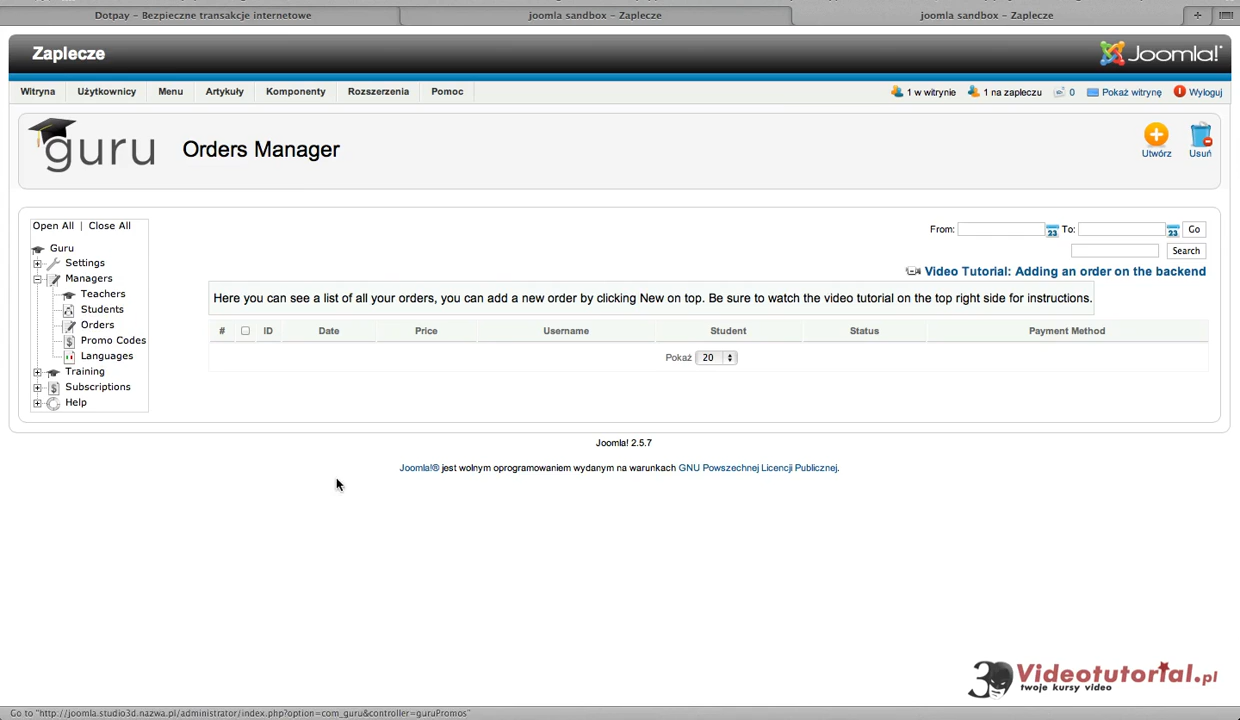 Dotpay – Bezpieczne transakcje internetowe
joomla sandbox – Zaplecze
joomla sandbox – Zaplecze
Zaplecze
Joomla!
Witryna Użytkownicy Menu Artykuły Komponenty Rozszerzenia Pomoc
1 w witrynie 1 na zapleczu 0 Pokaż witrynę Wyloguj
guru
Orders Manager
Utwórz
Usuń
Open All | Close All
Guru
Settings
Managers
Teachers
Students
Orders
Promo Codes
Languages
Training
Subscriptions
Help
From: 23 To: 23 Go
Search
Video Tutorial: Adding an order on the backend
Here you can see a list of all your orders, you can add a new order by clicking New on top. Be sure to watch the video tutorial on the top right side for instructions.
# ID Date Price Username Student Status Payment Method
Pokaż 20
Joomla! 2.5.7
Joomla!® jest wolnym oprogramowaniem wydanym na warunkach GNU Powszechnej Licencji Publicznej.
3D Videotutorial.pl
twoje kursy video
Go to "http://joomla.studio3d.nazwa.pl/administrator/index.php?option=com_guru&controller=guruPromos"